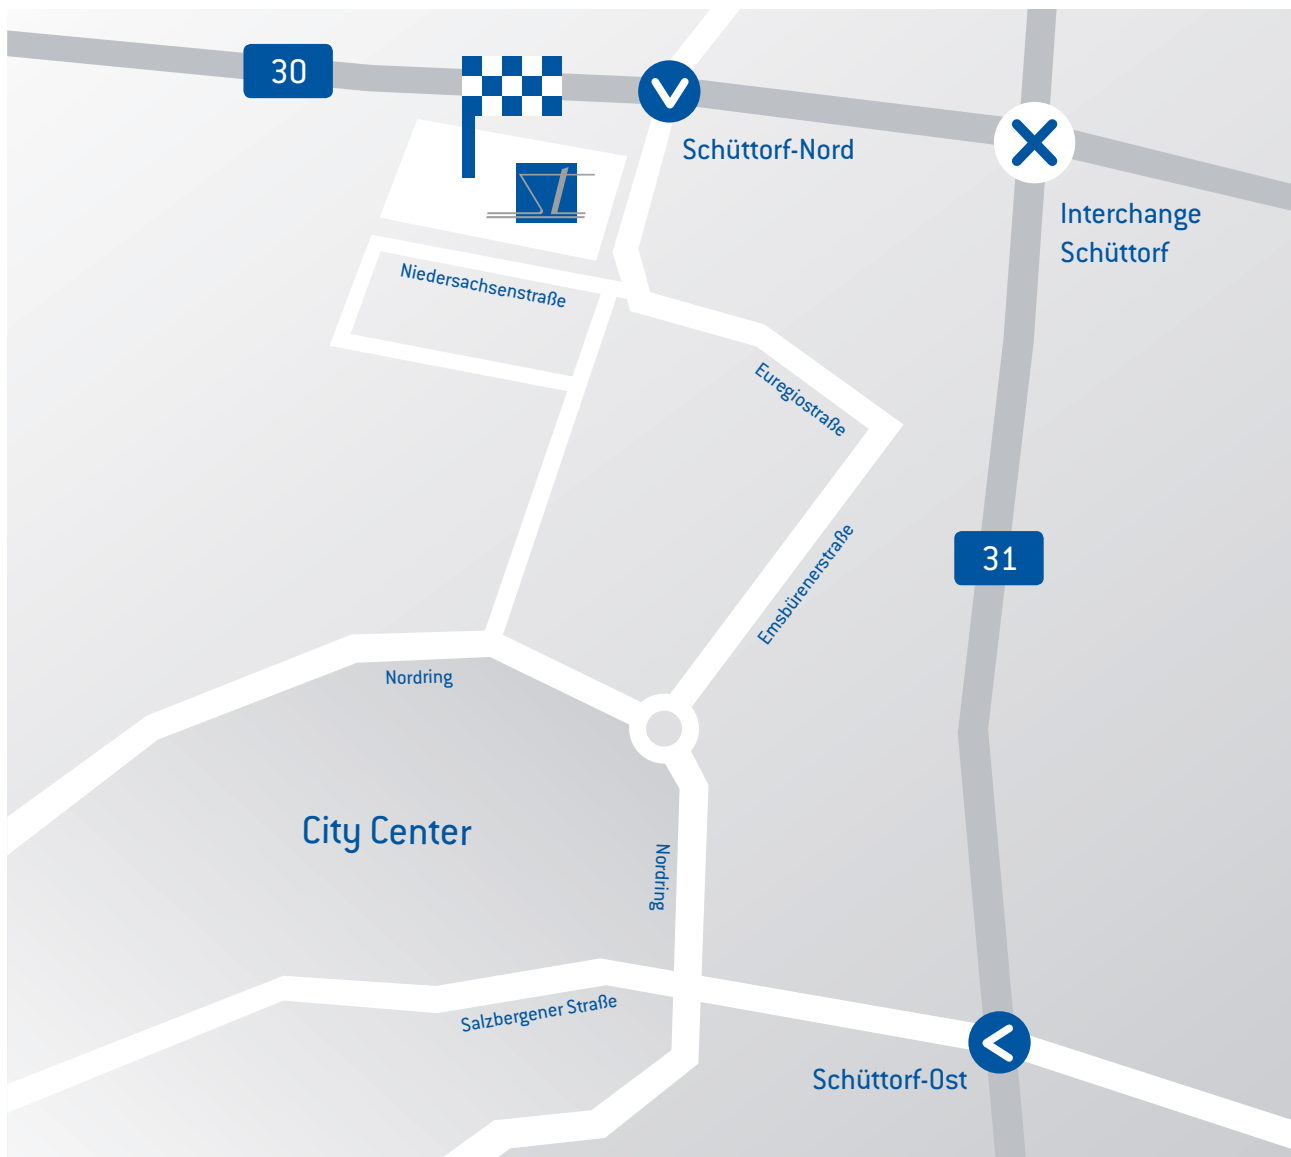 30
Schüttorf-Nord
Interchange
Schüttorf
Niedersachsenstraße
Euregiostraße
Emsbürenerstraße
31
Nordring
City Center
Nordring
Salzbergener Straße
Schüttorf-Ost